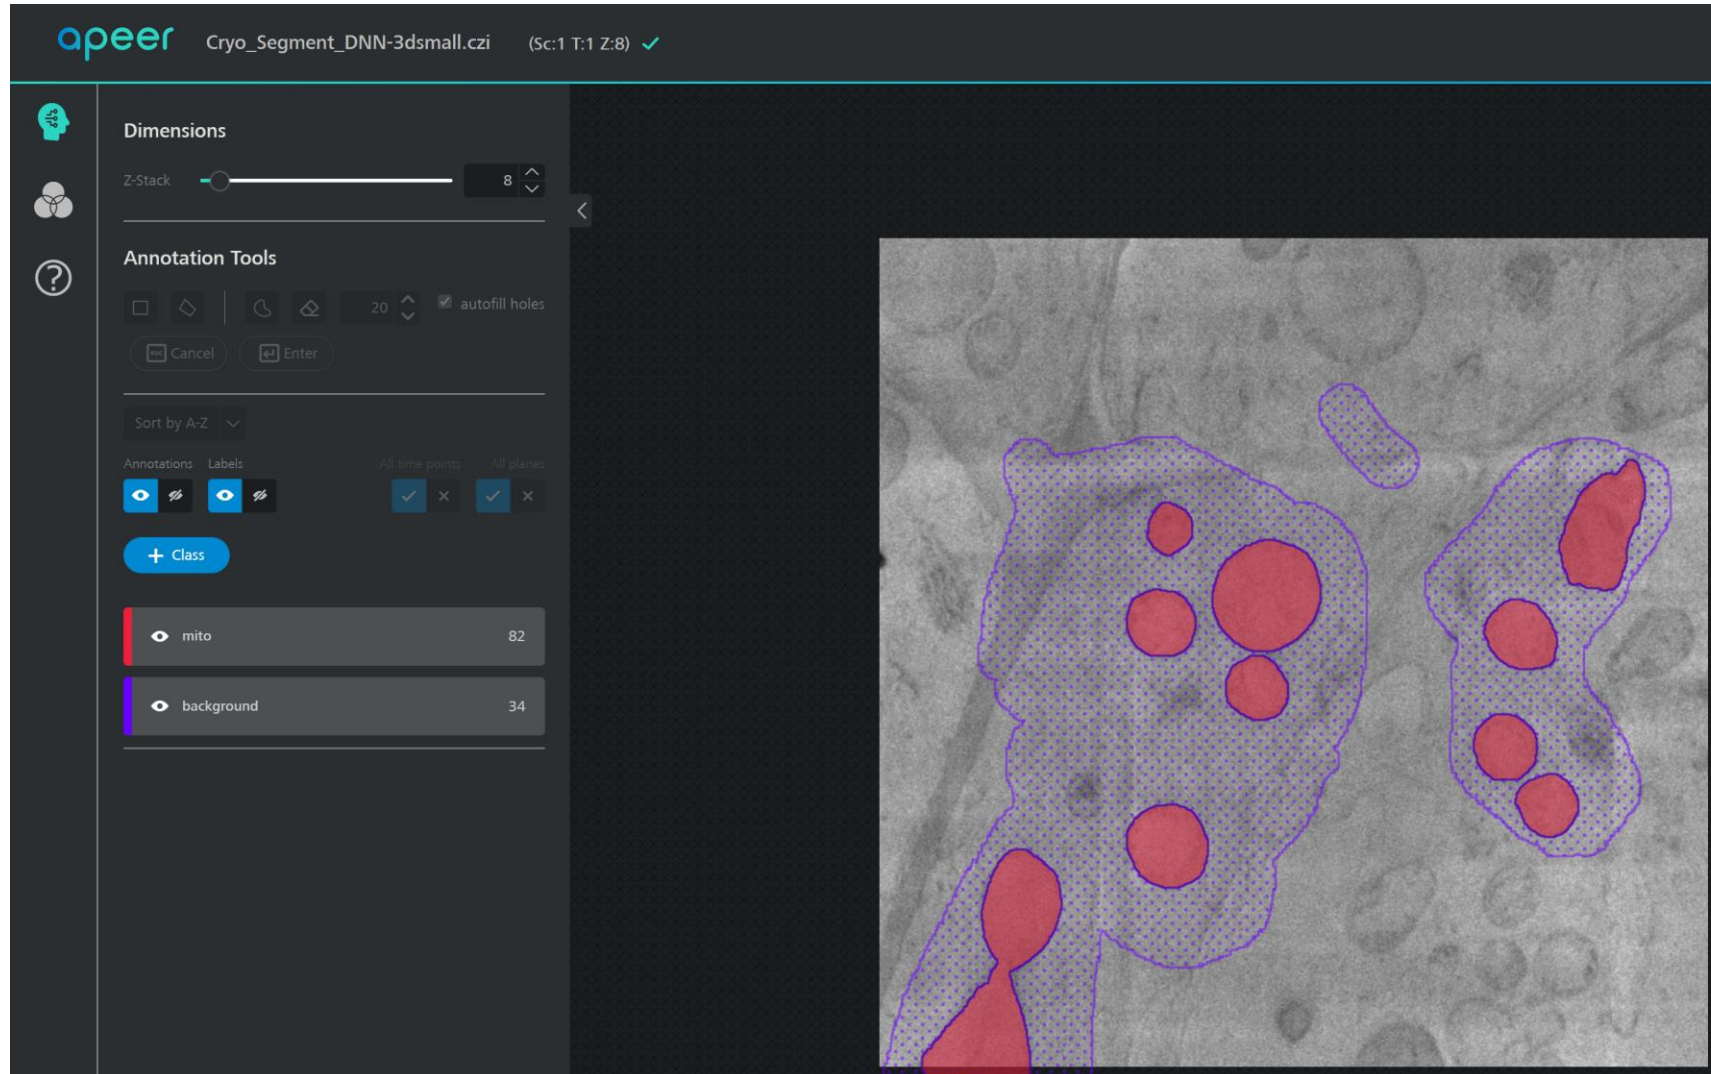 apeer Cryo_Segment_DNN-3dsmall.czi (Sc:1 T:1 Z:8)
Dimensions
Z-Stack 8
Annotation Tools
20 autofill holes
esc Cancel Enter
Sort by A-Z
Annotations Labels All time points All planes
+ Class
mito 82
background 34